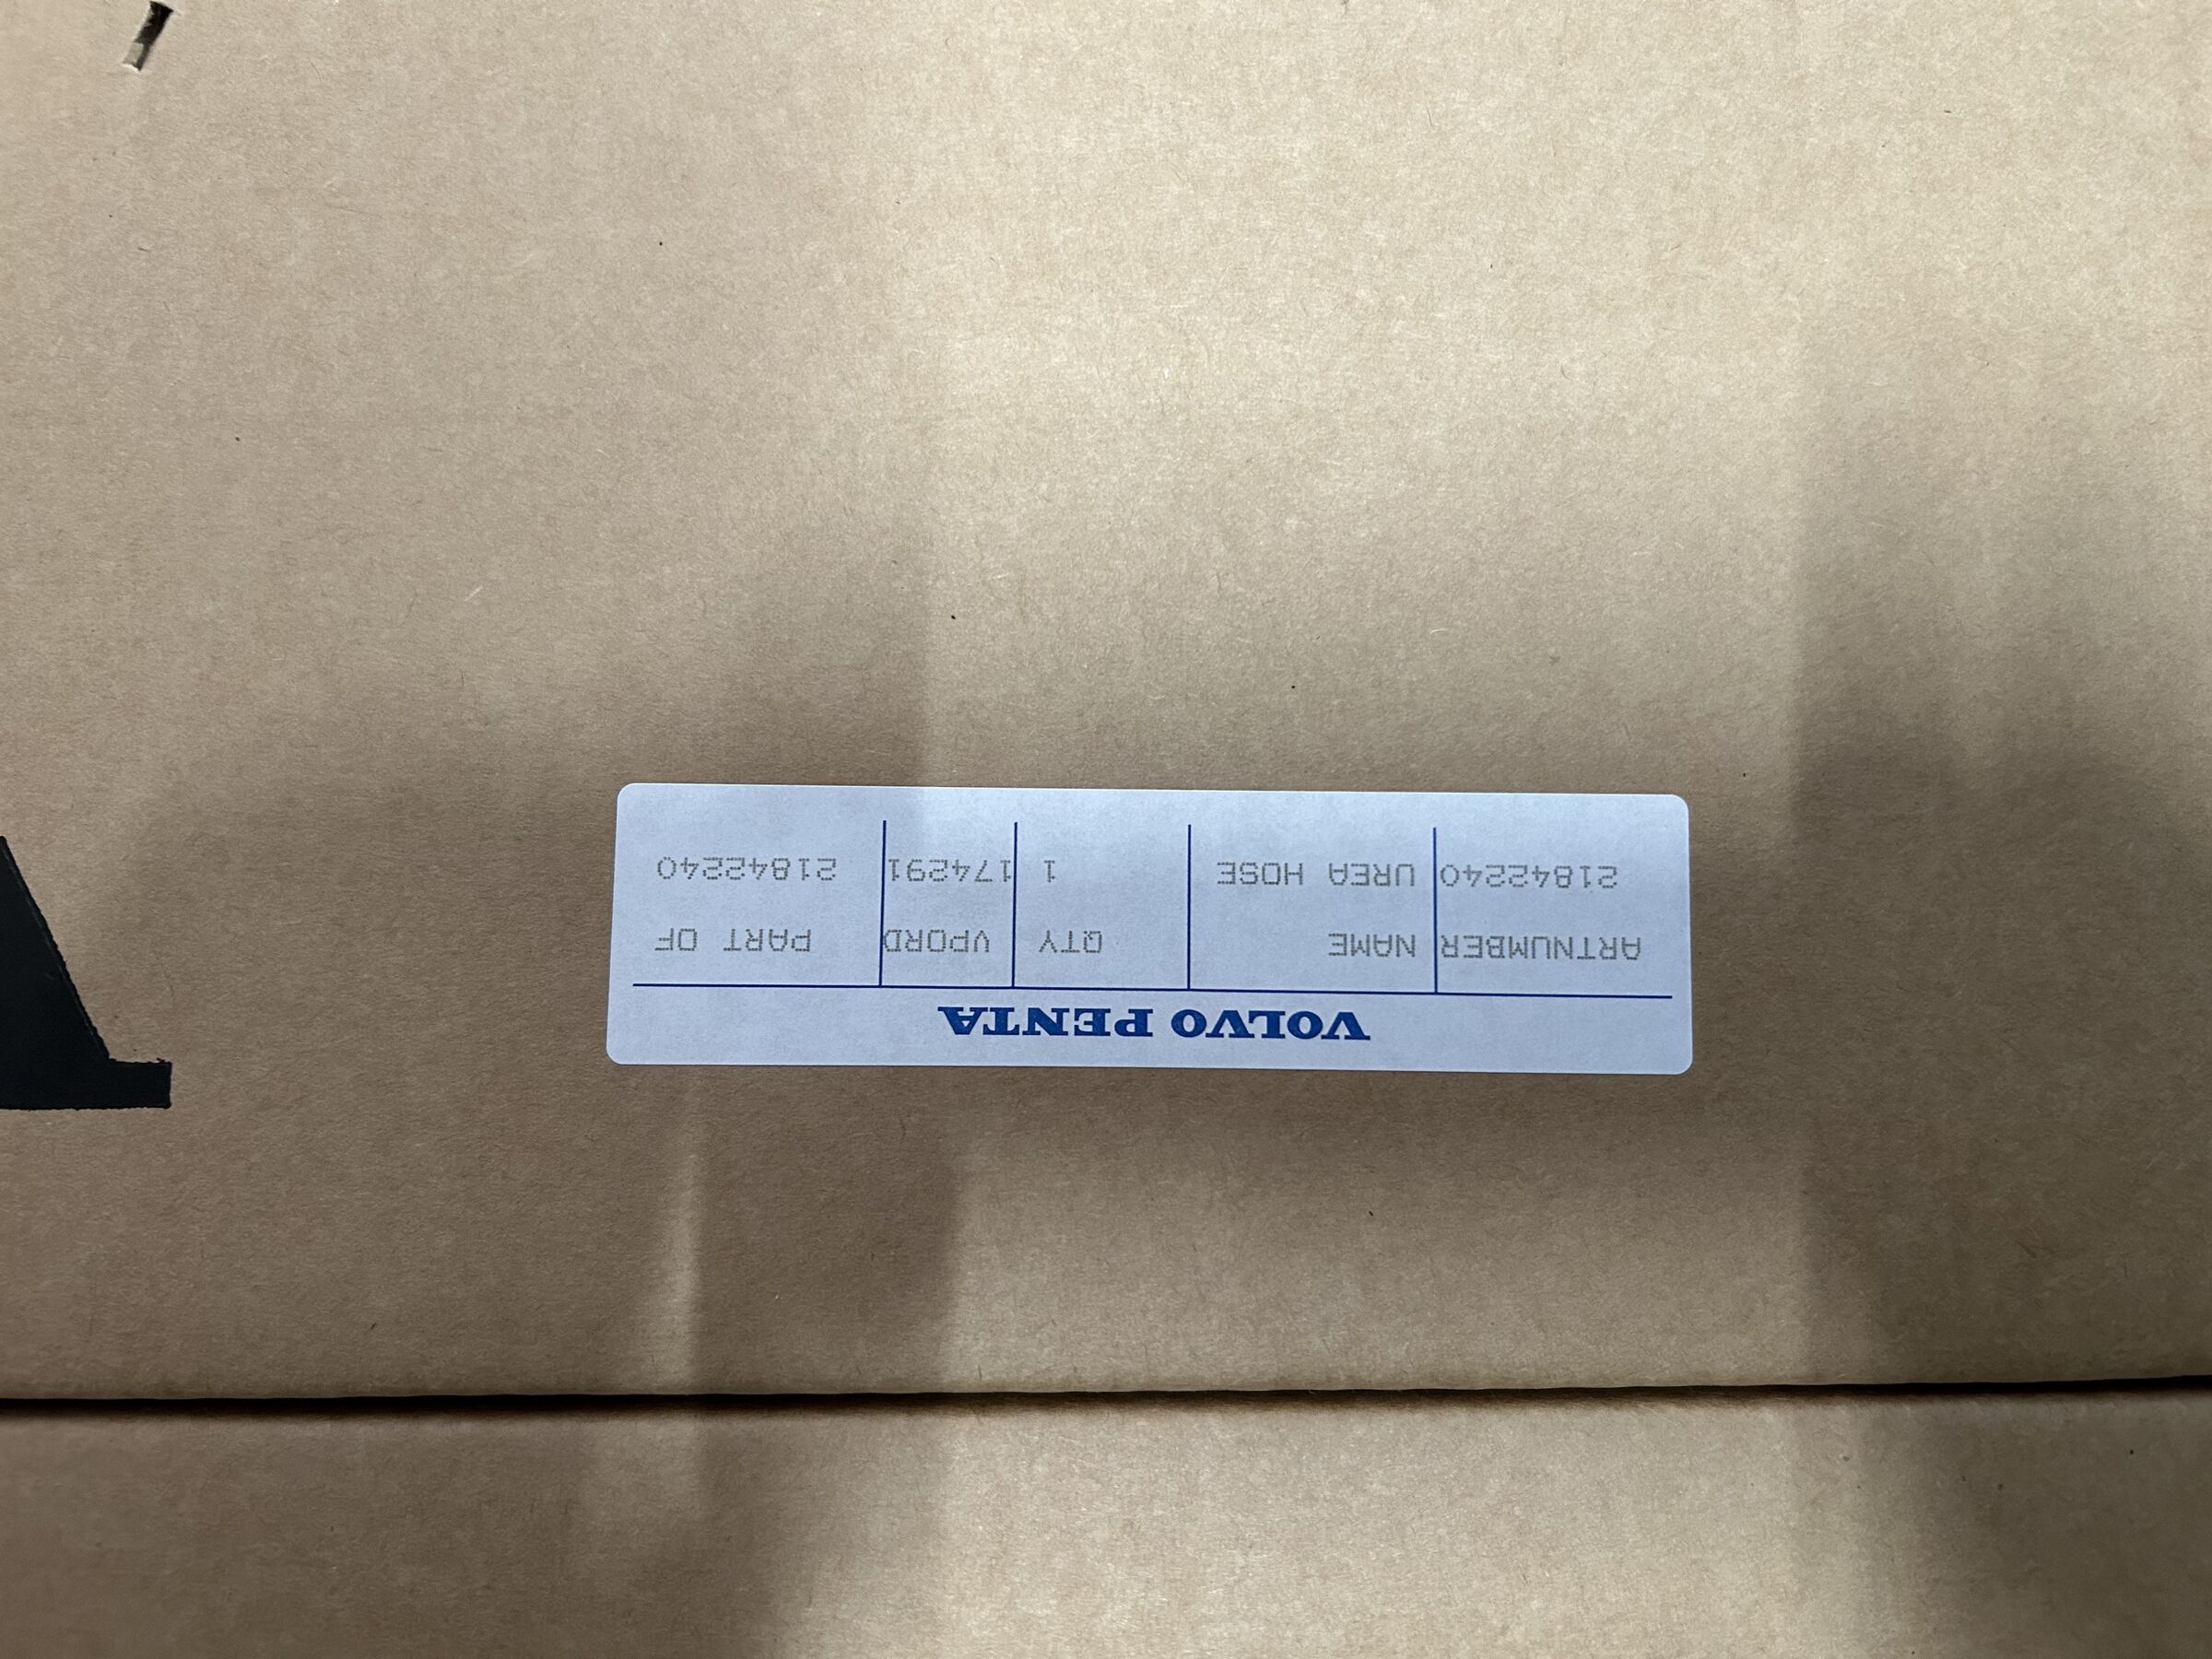 VOLVO PENTA
ARTNUMBER NAME QTY VPORD PART OF
21842240 UREA HOSE 1 174291 21842240